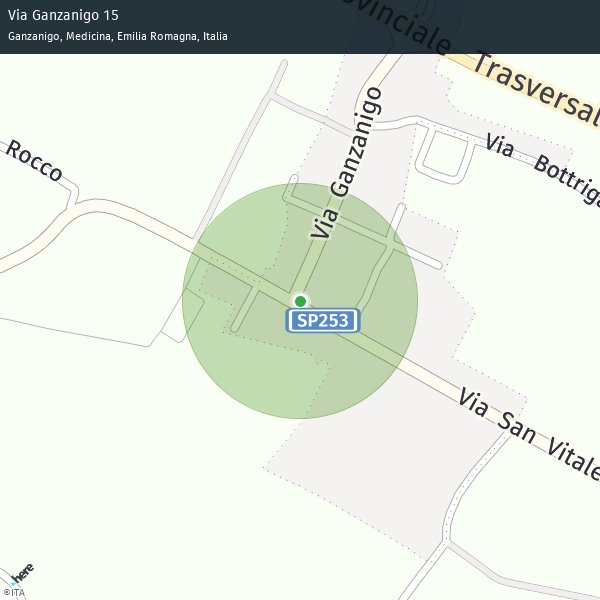 Via Ganzanigo 15
Ganzanigo, Medicina, Emilia Romagna, Italia
Trasversal
Via Ganzanigo
Via Bottriga
Rocco
SP253
Via San Vitale
here
©ITA